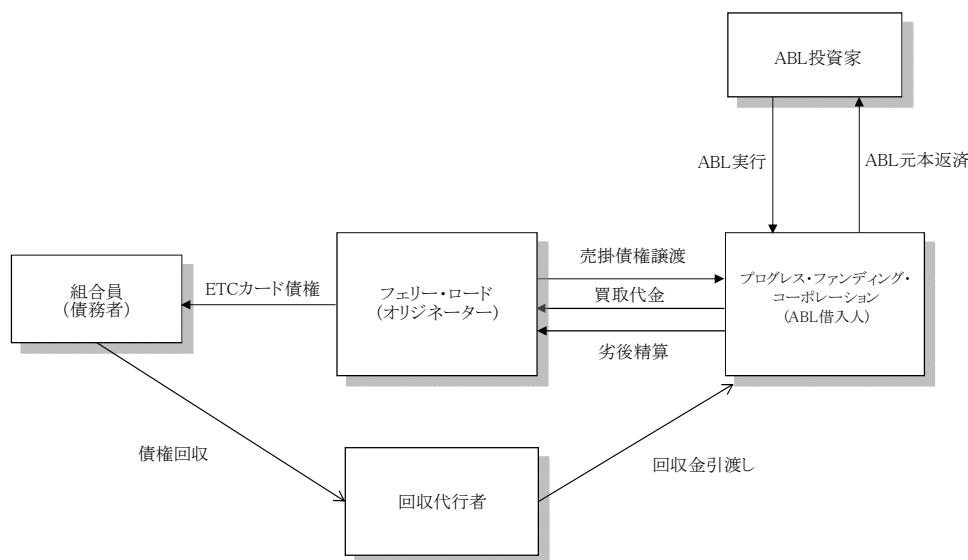 ABL投資家
ABL実行
ABL元本返済
組合員
(債務者)
ETCカード債権
フェリー・ロード
(オリジネーター)
売掛債権譲渡
買取代金
劣後精算
プログレス・ファンディング・
コーポレーション
(ABL借入人)
債権回収
回収代行者
回収金引渡し